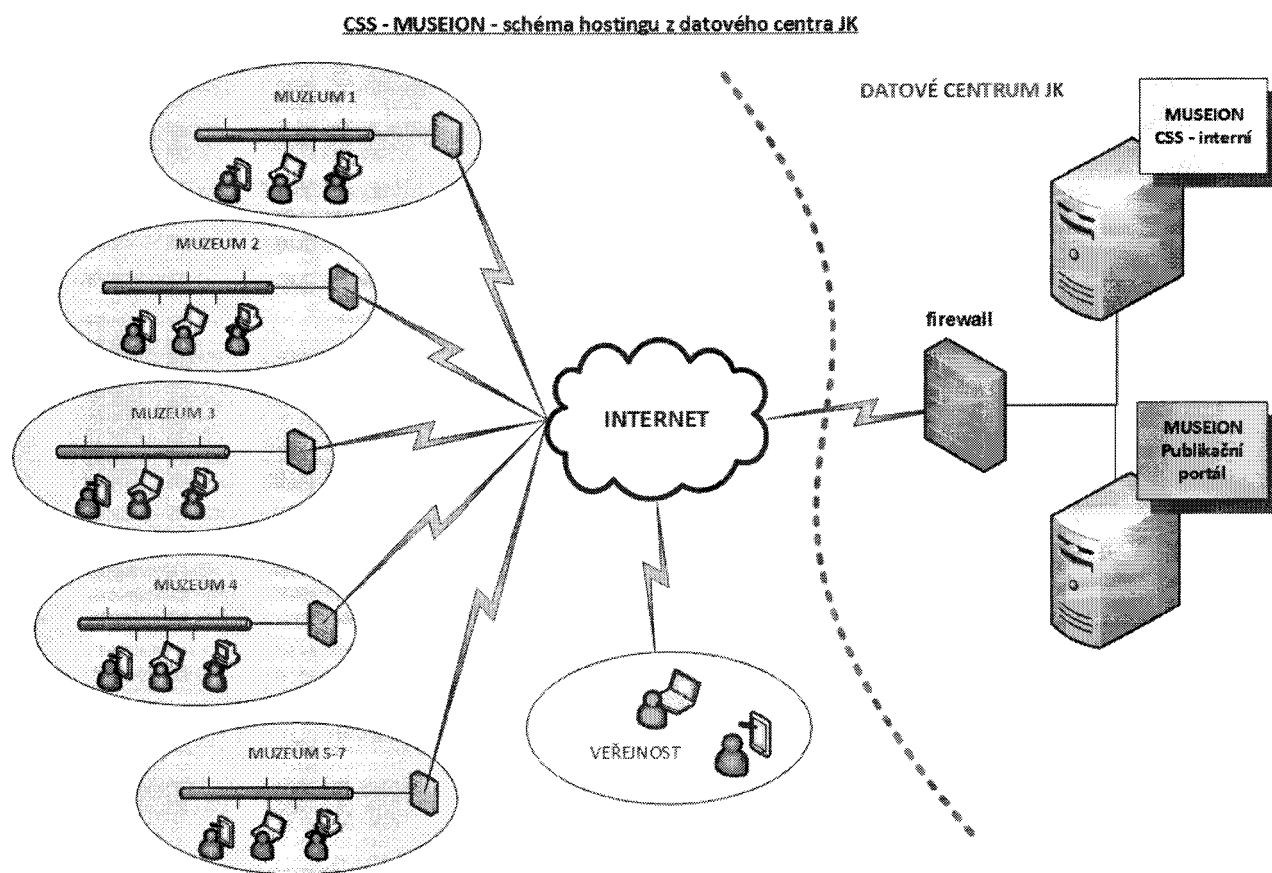 CSS - MUSEION - schéma hostingu z datového centra JK
MUZEUM 1
MUZEUM 2
MUZEUM 3
MUZEUM 4
MUZEUM 5-7
INTERNET
VEŘEJNOST
DATOVÉ CENTRUM JK
firewall
MUSEION
CSS - interní
MUSEION
Publikační
portál